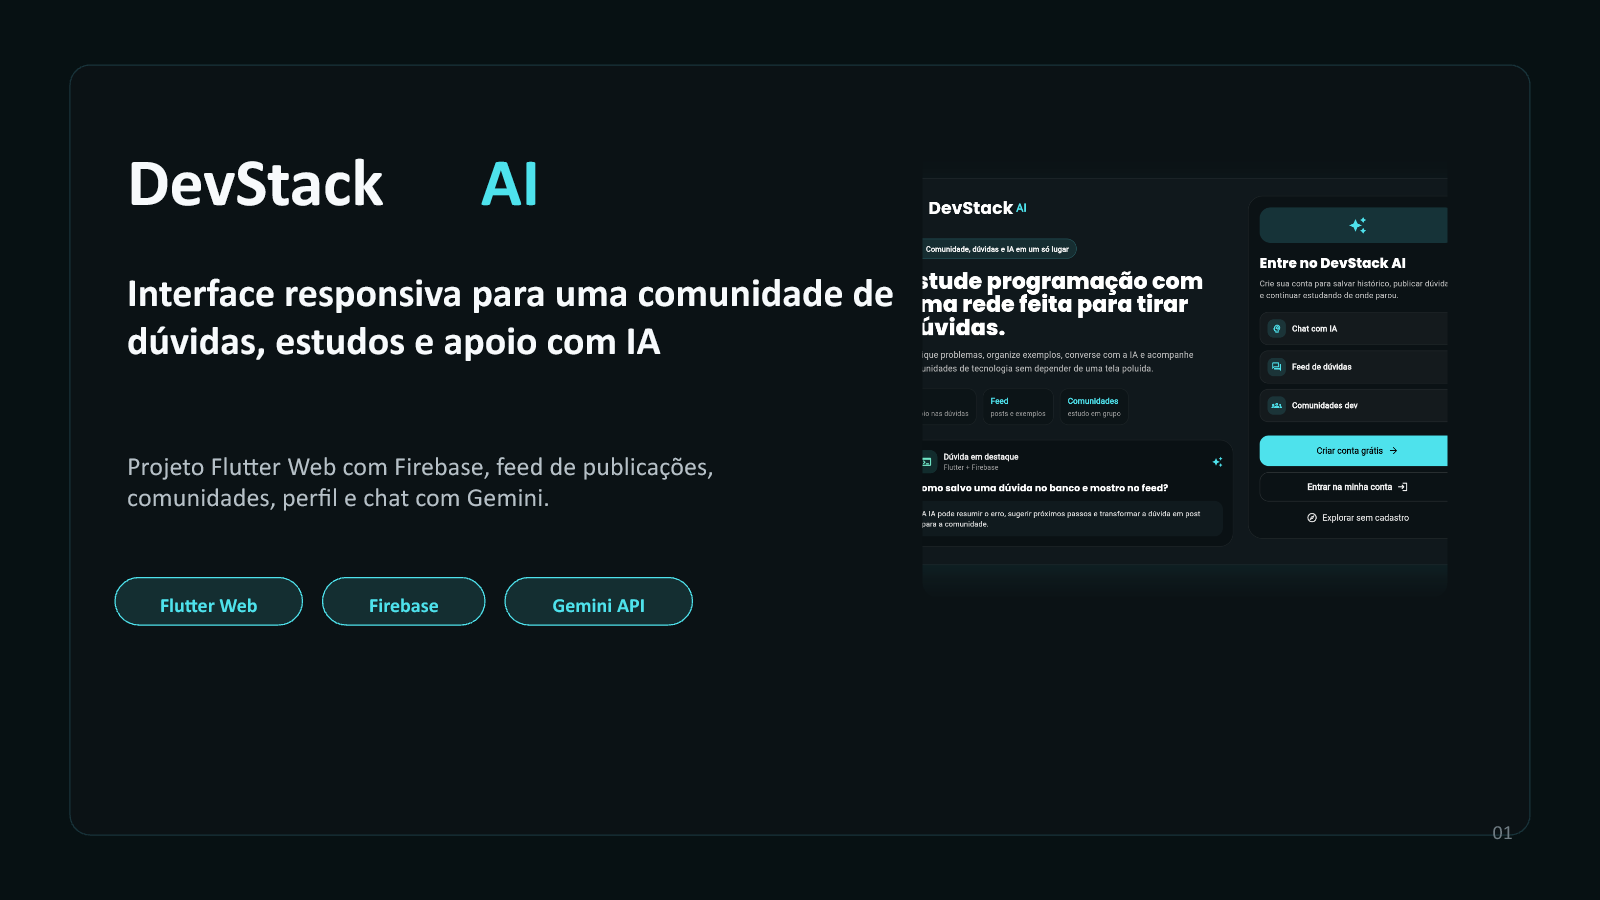 DevStack AI
Interface responsiva para uma comunidade de
dúvidas, estudos e apoio com IA
Projeto Flutter Web com Firebase, feed de publicações,
comunidades, perfil e chat com Gemini.
Flutter Web
Firebase
Gemini API
DevStack AI
Comunidade, dúvidas e IA em um só lugar
stude programação com
ma rede feita para tirar
úvidas.
ique problemas, organize exemplos, converse com a IA e acompanhe
unidades de tecnologia sem depender de uma tela poluida.
io nas dúvidas
Feed
posts e exemplos
Comunidades
estudo em grupo
Dúvida em destaque
Flutter + Firebase
omo salvo uma dúvida no banco e mostro no feed?
A IA pode resumir o erro, sugerir próximos passos e transformar a dúvida em post
para a comunidade.
Entre no DevStack AI
Crie sua conta para salvar histórico, publicar dúvida
e continuar estudando de onde parou.
Chat com IA
Feed de dúvidas
Comunidades dev
Criar conta grátis
Entrar na minha conta
Explorar sem cadastro
01